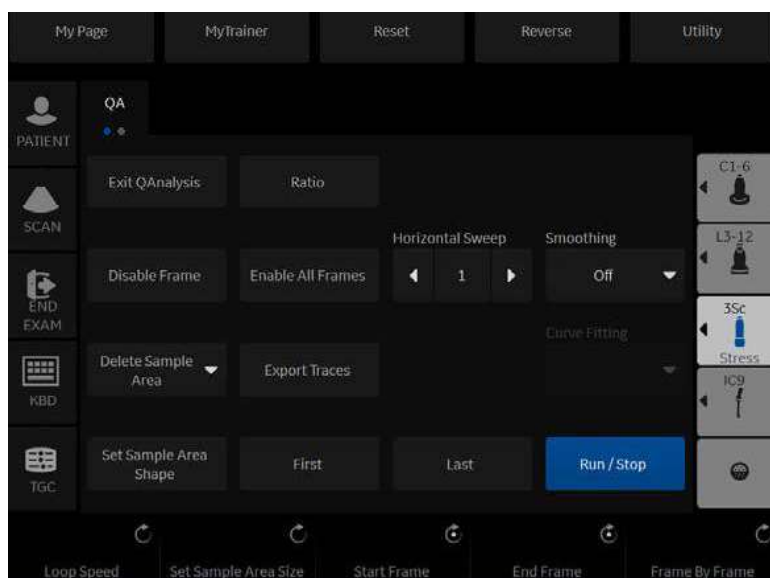 My Page
MyTrainer
Reset
Reverse
Utility
PATIENT
QA
SCAN
END
EXAM
KBD
TGC
Exit QAnalysis
Ratio
Horizontal Sweep
Smoothing
Disable Frame
Enable All Frames
1
Off
Curve Fitting
Delete Sample
Area
Export Traces
Set Sample Area
Shape
First
Last
Run / Stop
C1-6
L3-12
3Sc
Stress
IC9
Loop Speed
Set Sample Area Size
Start Frame
End Frame
Frame By Frame